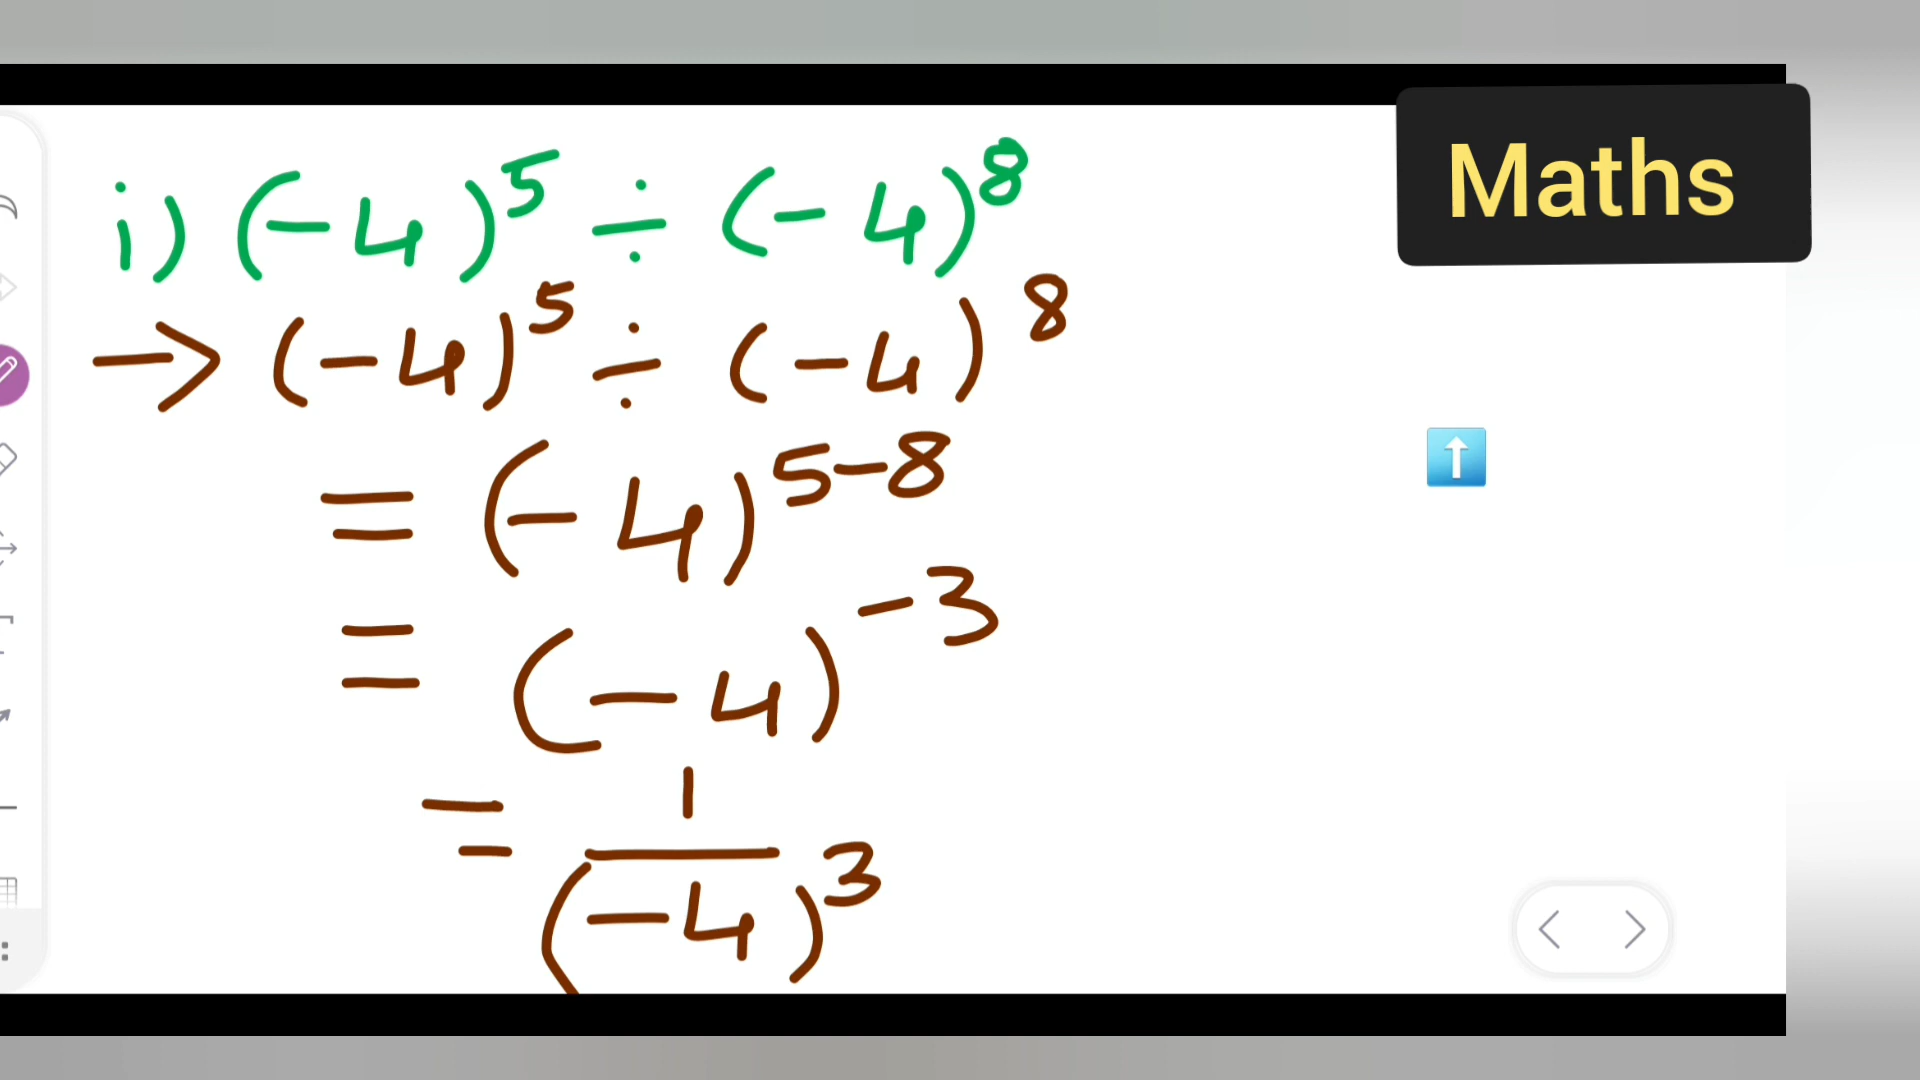 Maths
i) (-4)⁵ ÷ (-4)⁸
→ (-4)⁵ ÷ (-4)⁸
= (-4)⁵⁻⁸
= (-4)⁻³
= 1/(-4)³